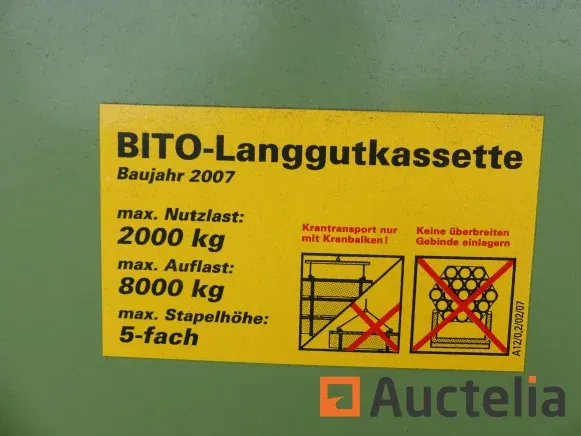 BITO-Langgutkassette
Baujahr 2007
max. Nutzlast:
2000 kg
max. Auflast:
8000 kg
max. Stapelhöhe:
5-fach
Krantransport nur
mit Kranbalken!
Keine überbreiten
Gebinde einlagern
A12/0,2/02/07
Auctelia